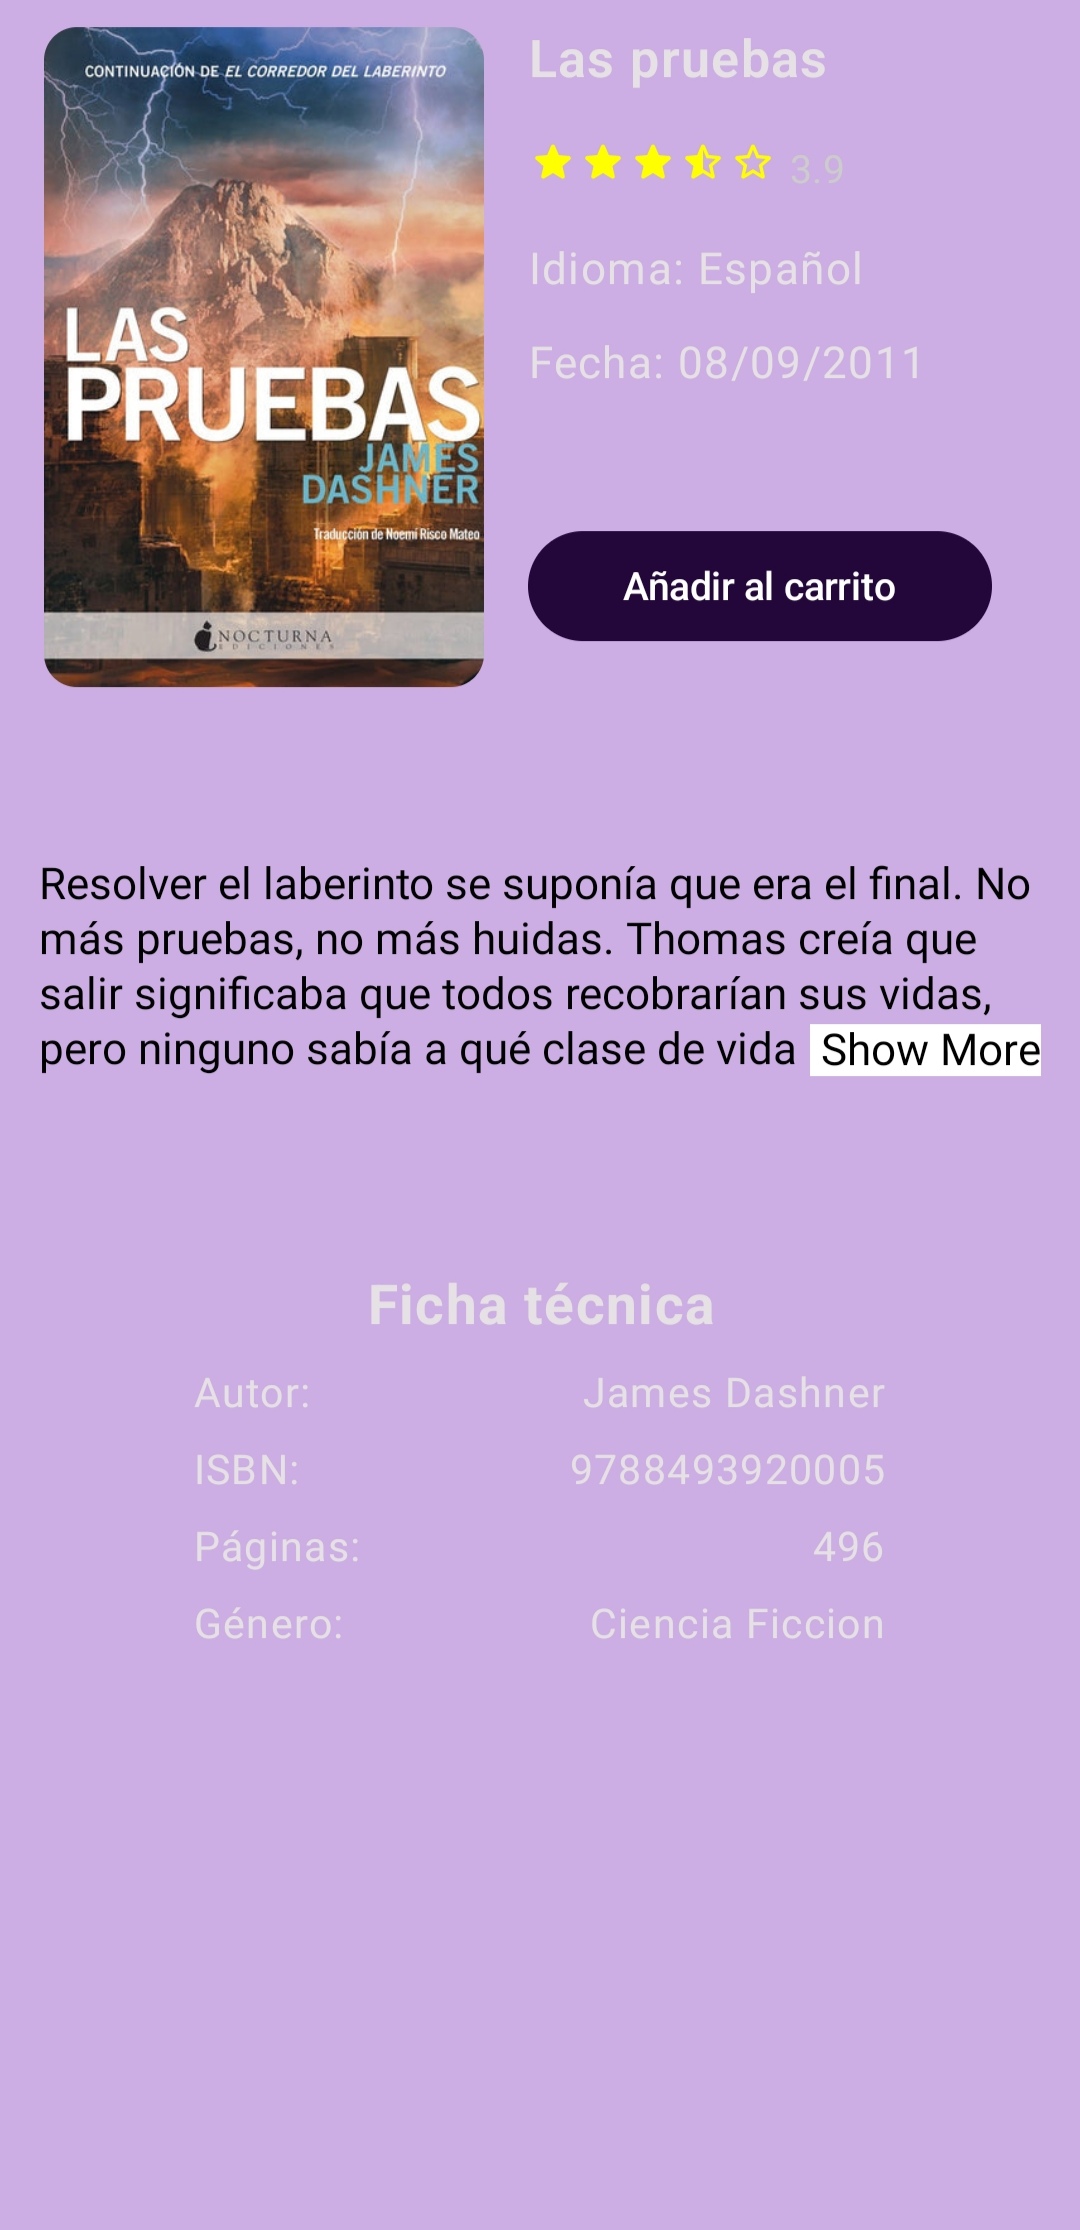 CONTINUACIÓN DE EL CORREDOR DEL LABERINTO
LAS
PRUEBAS
JAMES
DASHNER
Traducción de Noemí Risco Mateo
NOCTURNA
EDICIONES
Las pruebas
3.9
Idioma: Español
Fecha: 08/09/2011
Añadir al carrito
Resolver el laberinto se suponía que era el final. No
más pruebas, no más huidas. Thomas creía que
salir significaba que todos recobrarían sus vidas,
pero ninguno sabía a qué clase de vida Show More
Ficha técnica
Autor: James Dashner
ISBN: 9788493920005
Páginas: 496
Género: Ciencia Ficcion